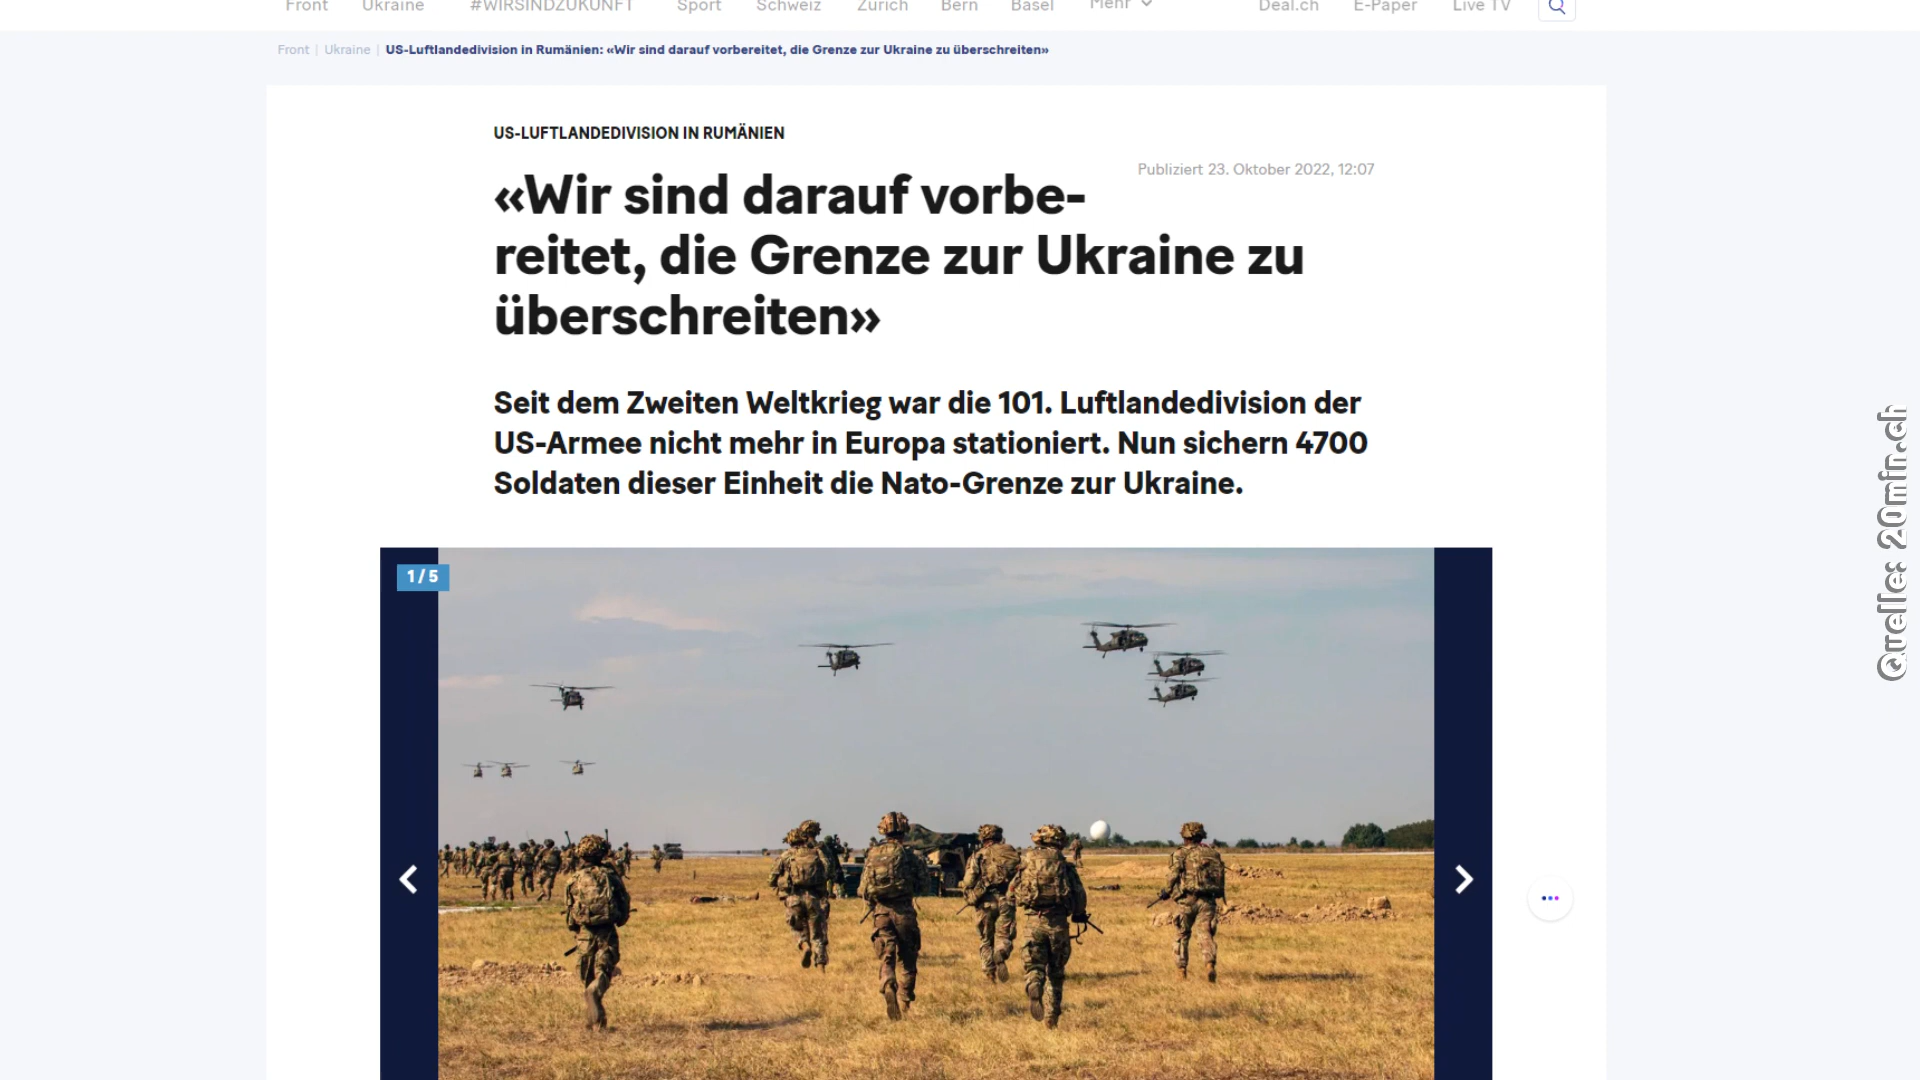 Front Ukraine #WIRSINDZUKUNFT Sport Schweiz Zürich Bern Basel Mehr Deal.ch E-Paper Live TV
Front | Ukraine | US-Luftlandedivision in Rumänien: «Wir sind darauf vorbereitet, die Grenze zur Ukraine zu überschreiten»
US-LUFTLANDEDIVISION IN RUMÄNIEN
Publiziert 23. Oktober 2022, 12:07
«Wir sind darauf vorbe-
reitet, die Grenze zur Ukraine zu
überschreiten»
Seit dem Zweiten Weltkrieg war die 101. Luftlandedivision der
US-Armee nicht mehr in Europa stationiert. Nun sichern 4700
Soldaten dieser Einheit die Nato-Grenze zur Ukraine.
1 / 5
Quelle: 20min.ch